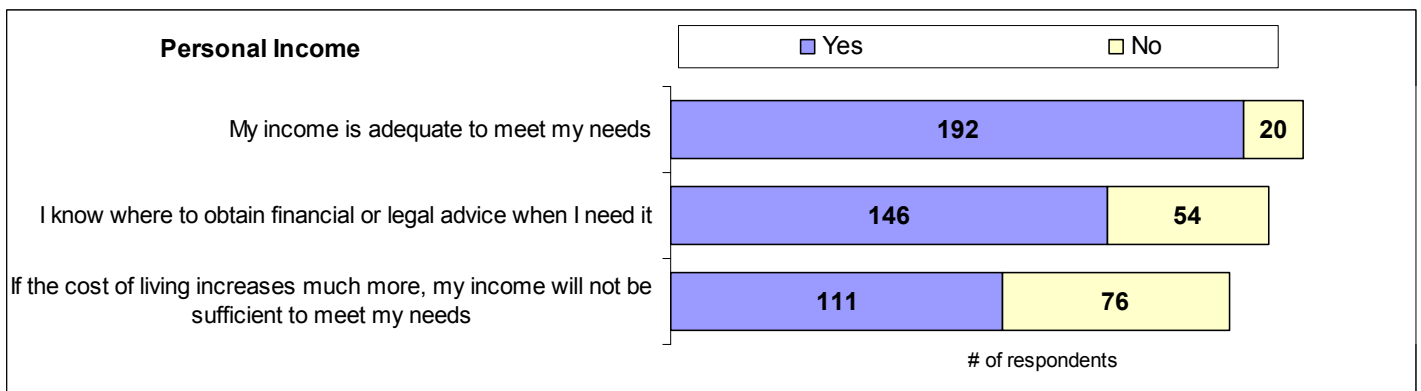 Personal Income
Yes No
My income is adequate to meet my needs
192 20
I know where to obtain financial or legal advice when I need it
146 54
If the cost of living increases much more, my income will not be
sufficient to meet my needs
111 76
# of respondents